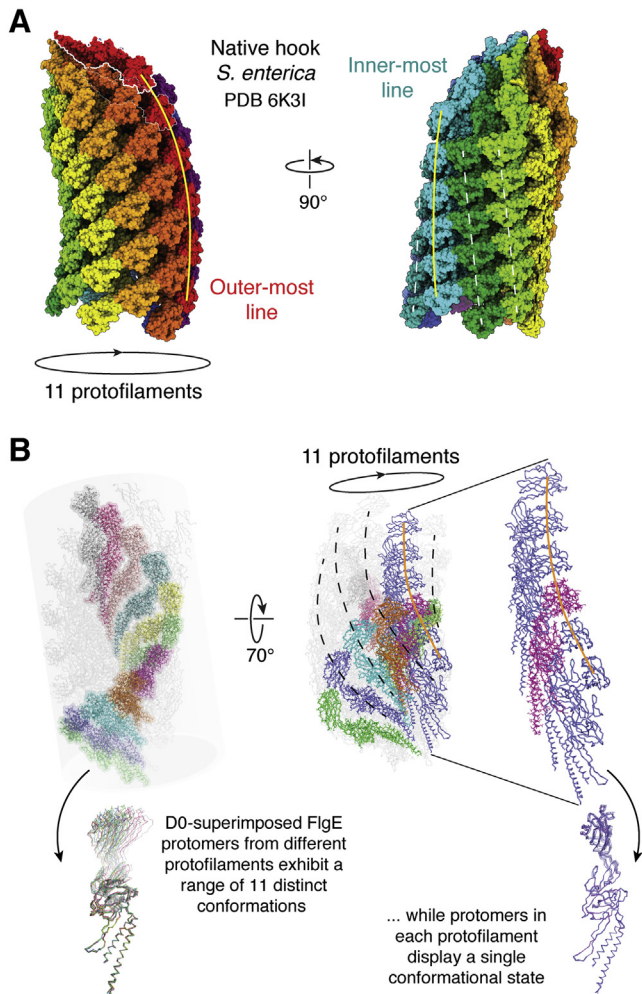 A
Native hook
S. enterica
PDB 6K3I
Inner-most
line
90°
Outer-most
line
11 protofilaments
B
11 protofilaments
70°
D0-superimposed FlgE
protomers from different
protofilaments exhibit a
range of 11 distinct
conformations
... while protomers in
each protofilament
display a single
conformational state